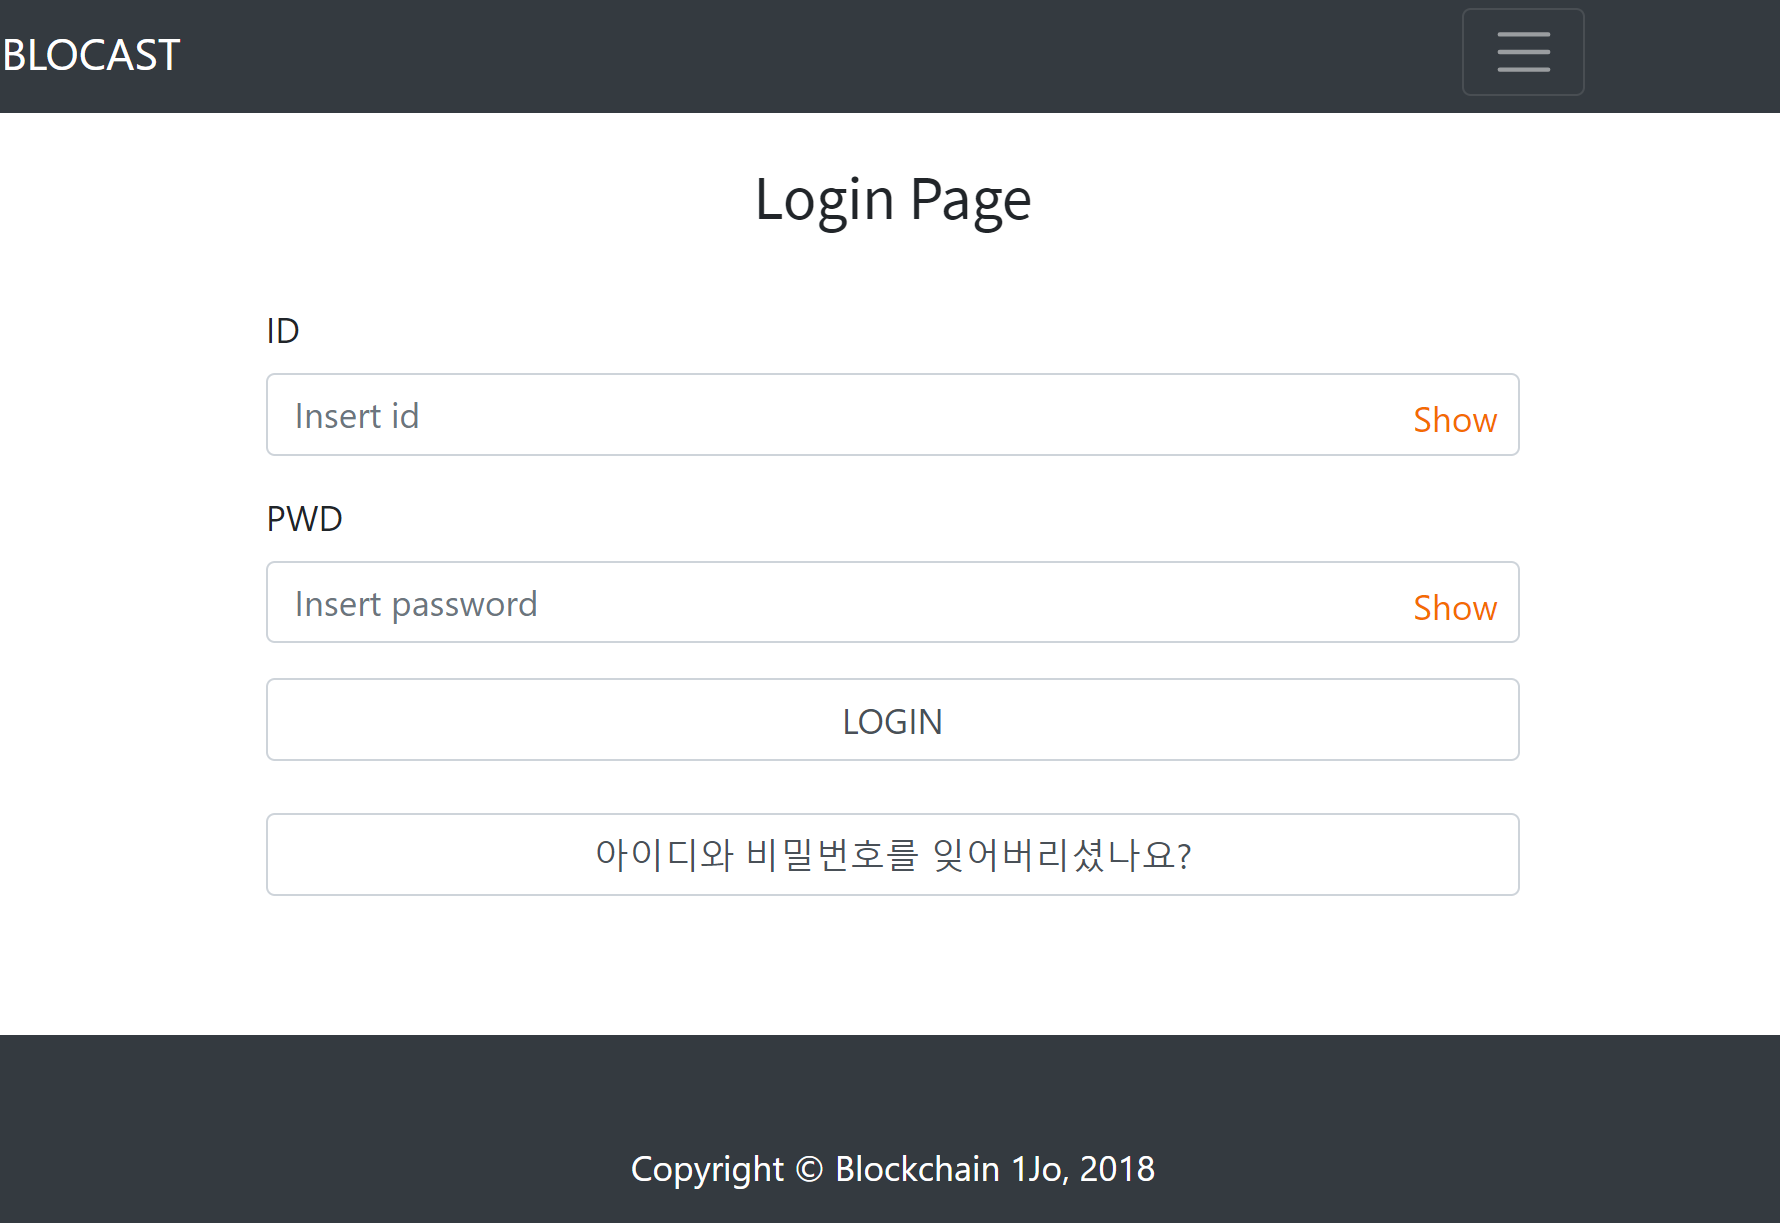 BLOCAST
Login Page
ID
Insert id
Show
PWD
Insert password
Show
LOGIN
아이디와 비밀번호를 잊어버리셨나요?
Copyright © Blockchain 1Jo, 2018